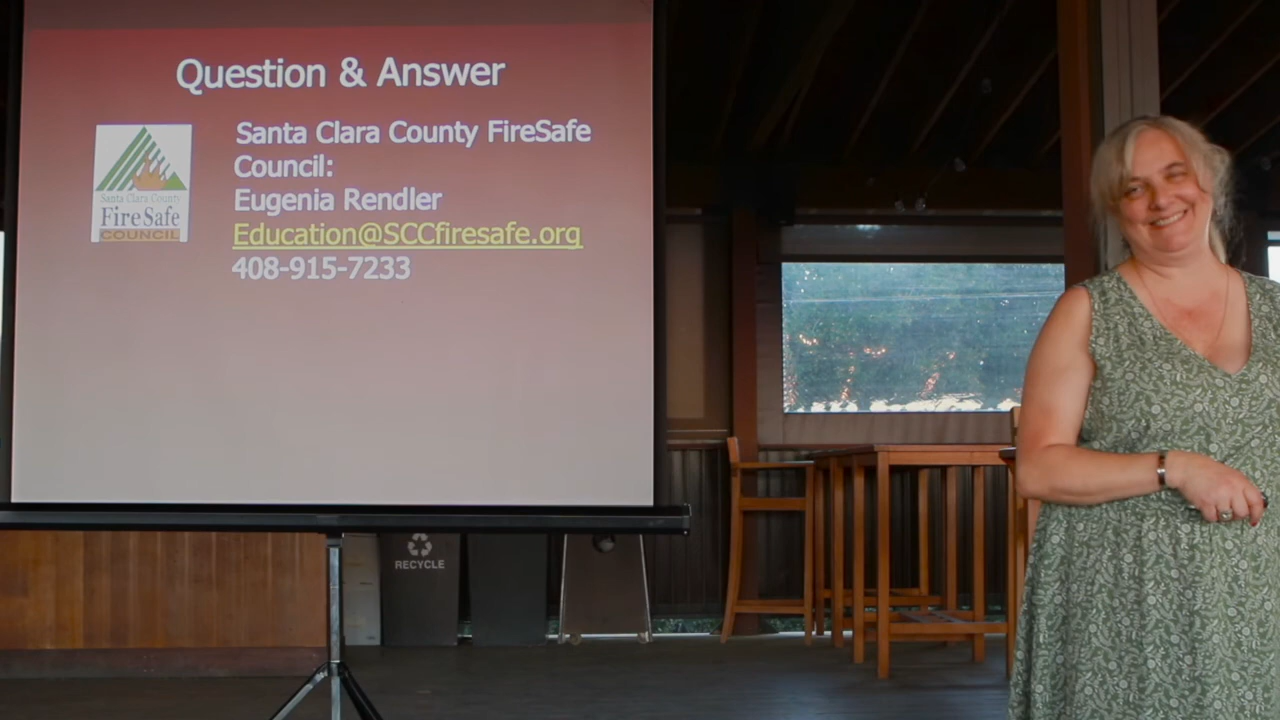 Question & Answer
Santa Clara County FireSafe
Council:
Eugenia Rendler
Education@SCCfiresafe.org
408-915-7233
Santa Clara County
FireSafe
COUNCIL
RECYCLE